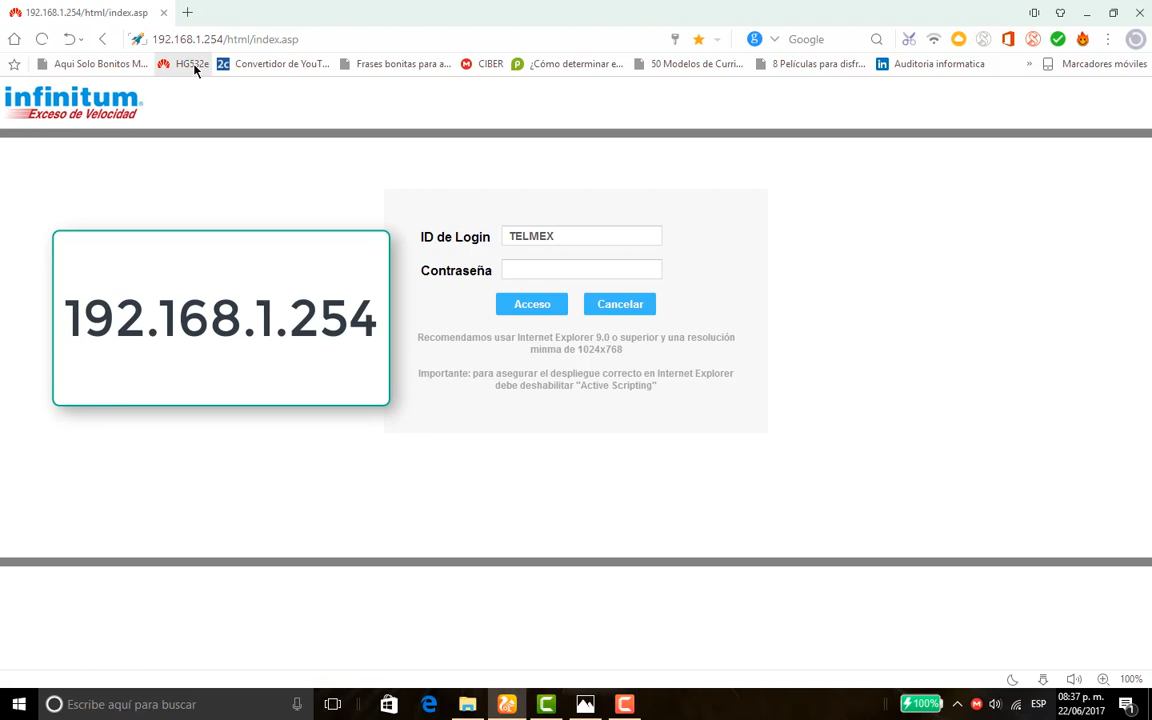 192.168.1.254/html/index.asp
192.168.1.254/html/index.asp
Google
Aqui Solo Bonitos M...
HG532e
Convertidor de YouT...
Frases bonitas para a...
CIBER
¿Cómo determinar e...
50 Modelos de Curri...
8 Películas para disfr...
Auditoria informatica
»
Marcadores móviles
infinitum
Exceso de Velocidad
ID de Login
TELMEX
Contraseña
Acceso
Cancelar
Recomendamos usar Internet Explorer 9.0 o superior y una resolución
minma de 1024x768
Importante: para asegurar el despliegue correcto en Internet Explorer
debe deshabilitar "Active Scripting"
192.168.1.254
100%
Escribe aquí para buscar
100%
ESP
08:37 p. m.
22/06/2017
1